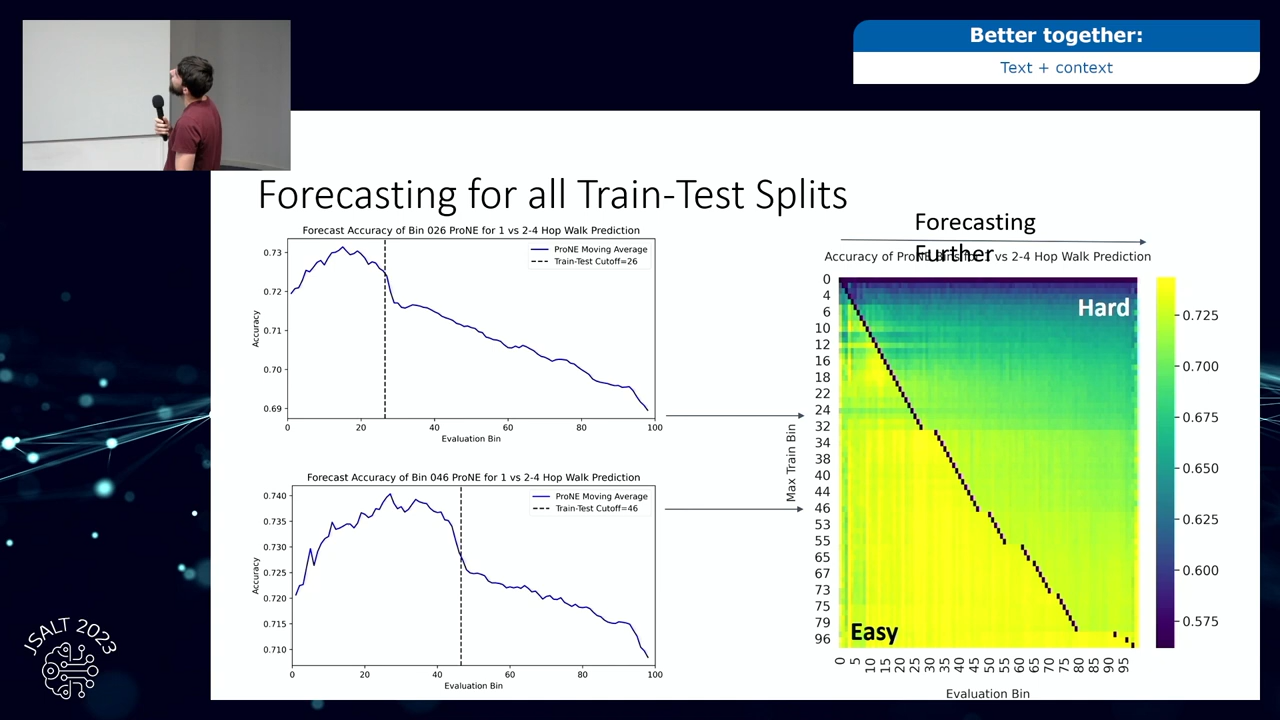 Better together:
Text + context
Forecasting for all Train-Test Splits
Forecasting
Further
Forecast Accuracy of Bin 026 ProNE for 1 vs 2-4 Hop Walk Prediction
ProNE Moving Average
Train-Test Cutoff=26
0.73
0.72
0.71
0.70
0.69
Accuracy
0 20 40 60 80 100
Evaluation Bin
Forecast Accuracy of Bin 046 ProNE for 1 vs 2-4 Hop Walk Prediction
ProNE Moving Average
Train-Test Cutoff=46
0.740
0.735
0.730
0.725
0.720
0.715
0.710
Accuracy
0 20 40 60 80 100
Evaluation Bin
Accuracy of ProNE Bins for 1 vs 2-4 Hop Walk Prediction
Hard
Easy
Max Train Bin
0
4
6
10
12
16
18
22
24
32
34
38
40
44
46
53
55
65
67
73
75
79
96
0 5 10 15 20 25 30 35 40 45 50 55 60 65 70 75 80 85 90 95
Evaluation Bin
0.725
0.700
0.675
0.650
0.625
0.600
0.575
JSALT 2023